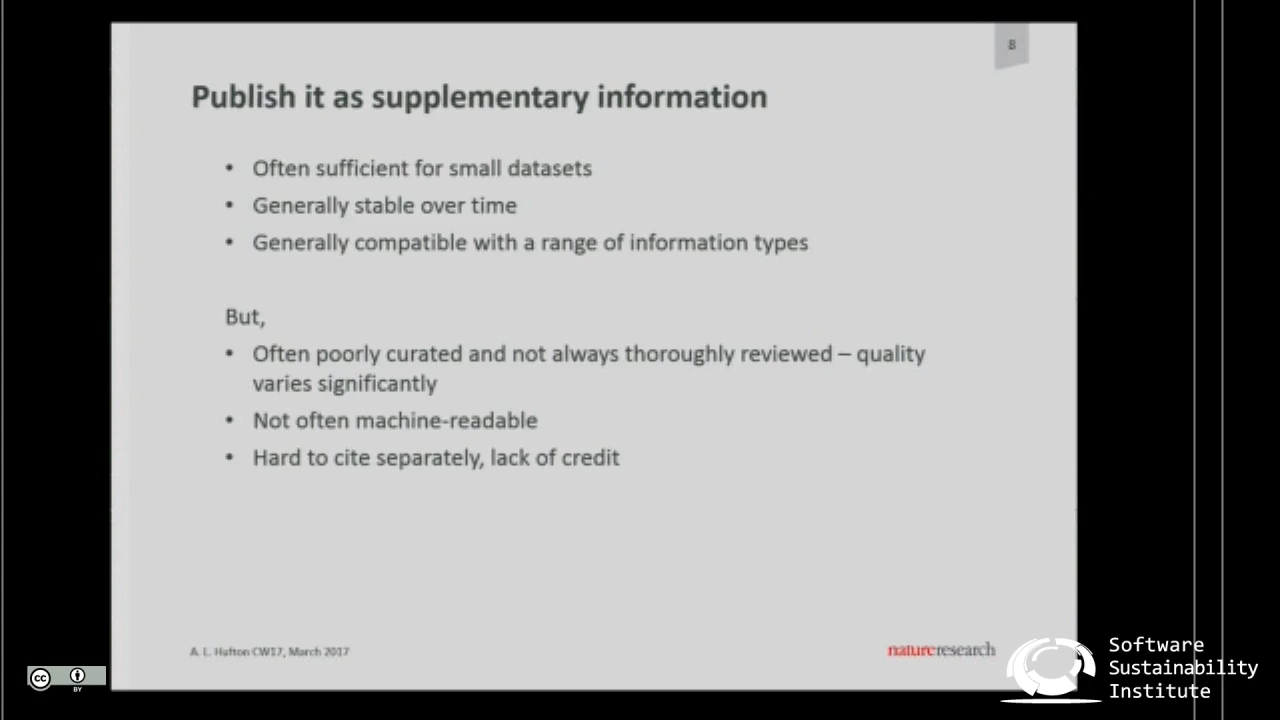 8
Publish it as supplementary information
• Often sufficient for small datasets
• Generally stable over time
• Generally compatible with a range of information types
But,
• Often poorly curated and not always thoroughly reviewed – quality
varies significantly
• Not often machine-readable
• Hard to cite separately, lack of credit
A. L. Hufton CW17, March 2017
natureresearch
Software
Sustainability
Institute
CC
BY